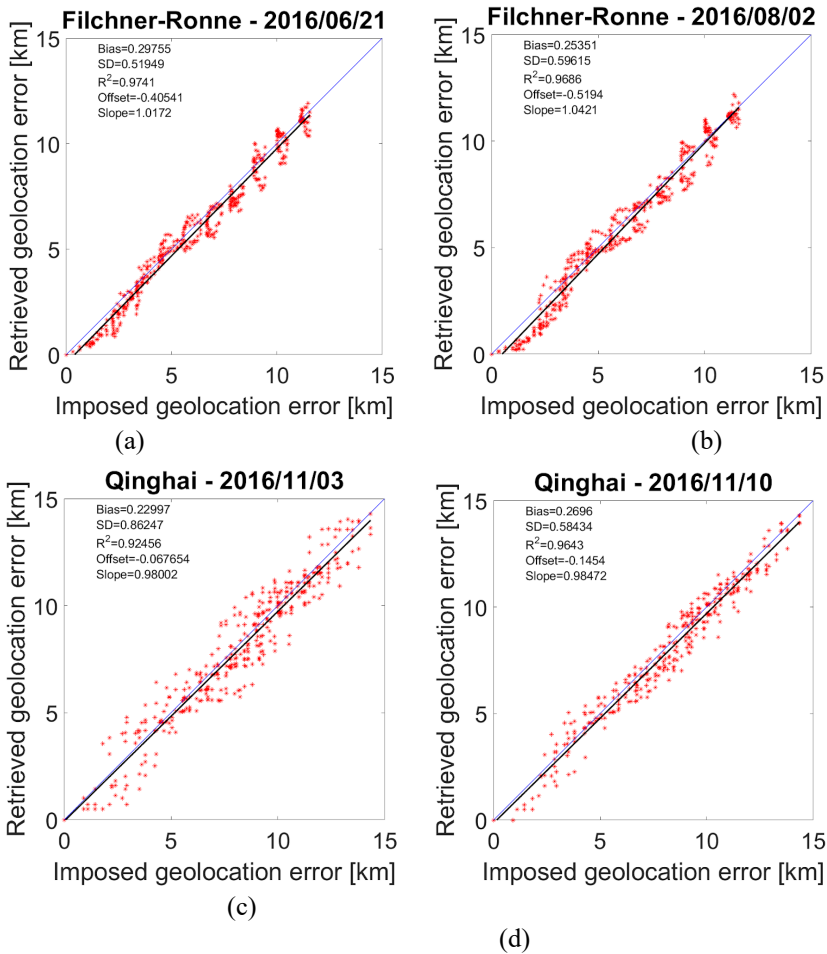 Filchner-Ronne - 2016/06/21
Bias=0.29755
SD=0.51949
R²=0.9741
Offset=-0.40541
Slope=1.0172
Retrieved geolocation error [km]
15
10
5
0
0 5 10 15
Imposed geolocation error [km]
(a)
Filchner-Ronne - 2016/08/02
Bias=0.25351
SD=0.59615
R²=0.9686
Offset=-0.5194
Slope=1.0421
Retrieved geolocation error [km]
15
10
5
0
0 5 10 15
Imposed geolocation error [km]
(b)
Qinghai - 2016/11/03
Bias=0.22997
SD=0.86247
R²=0.92456
Offset=-0.067654
Slope=0.98002
Retrieved geolocation error [km]
15
10
5
0
0 5 10 15
Imposed geolocation error [km]
(c)
Qinghai - 2016/11/10
Bias=0.2696
SD=0.58434
R²=0.9643
Offset=-0.1454
Slope=0.98472
Retrieved geolocation error [km]
15
10
5
0
0 5 10 15
Imposed geolocation error [km]
(d)